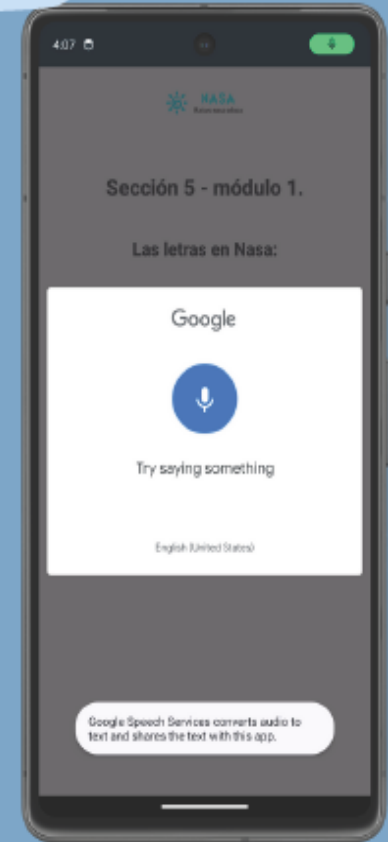 4:07
NASA
Sección 5 - módulo 1.
Las letras en Nasa:
Google
Try saying something
English (United States)
Google Speech Services converts audio to
text and shares the text with this app.